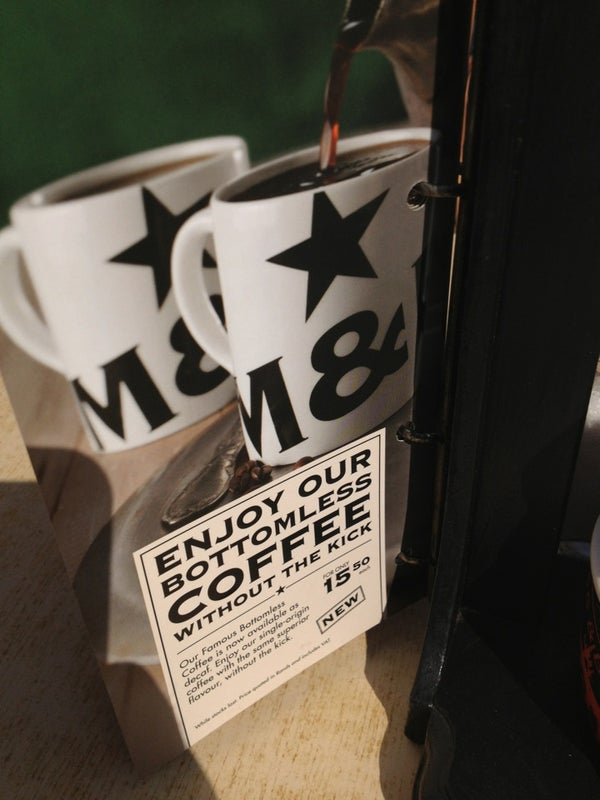 M&
M&
ENJOY OUR
BOTTOMLESS
COFFEE
WITHOUT THE KICK
Our Famous Bottomless
Coffee is now available as
decaf. Enjoy our single-origin
coffee with the same superior
flavour, without the kick.
FOR ONLY
15 50
each
NEW
While stocks last. Price quoted in Rands and includes VAT.